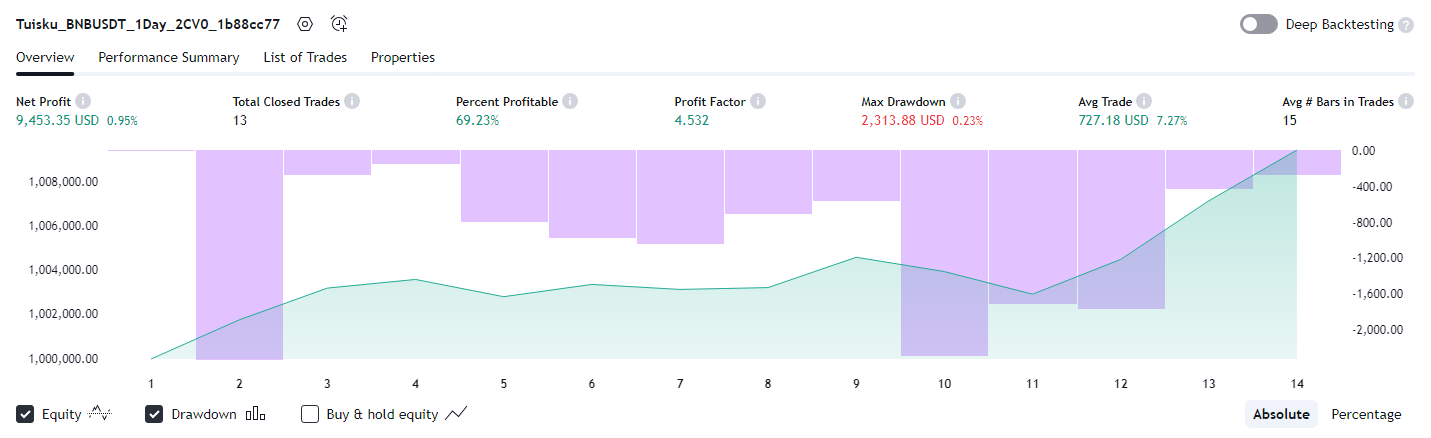 Tuisku_BNBUSDT_1Day_2CV0_1b88cc77 Deep Backtesting ?
Overview Performance Summary List of Trades Properties
Net Profit Total Closed Trades Percent Profitable Profit Factor Max Drawdown Avg Trade Avg # Bars in Trades
9,453.35 USD 0.95% 13 69.23% 4.532 2,313.88 USD 0.23% 727.18 USD 7.27% 15
0.00
1,008,000.00
-400.00
1,006,000.00
-800.00
1,004,000.00
-1,200.00
-1,600.00
1,002,000.00
-2,000.00
1,000,000.00
1 2 3 4 5 6 7 8 9 10 11 12 13 14
Equity Drawdown Buy & hold equity Absolute Percentage